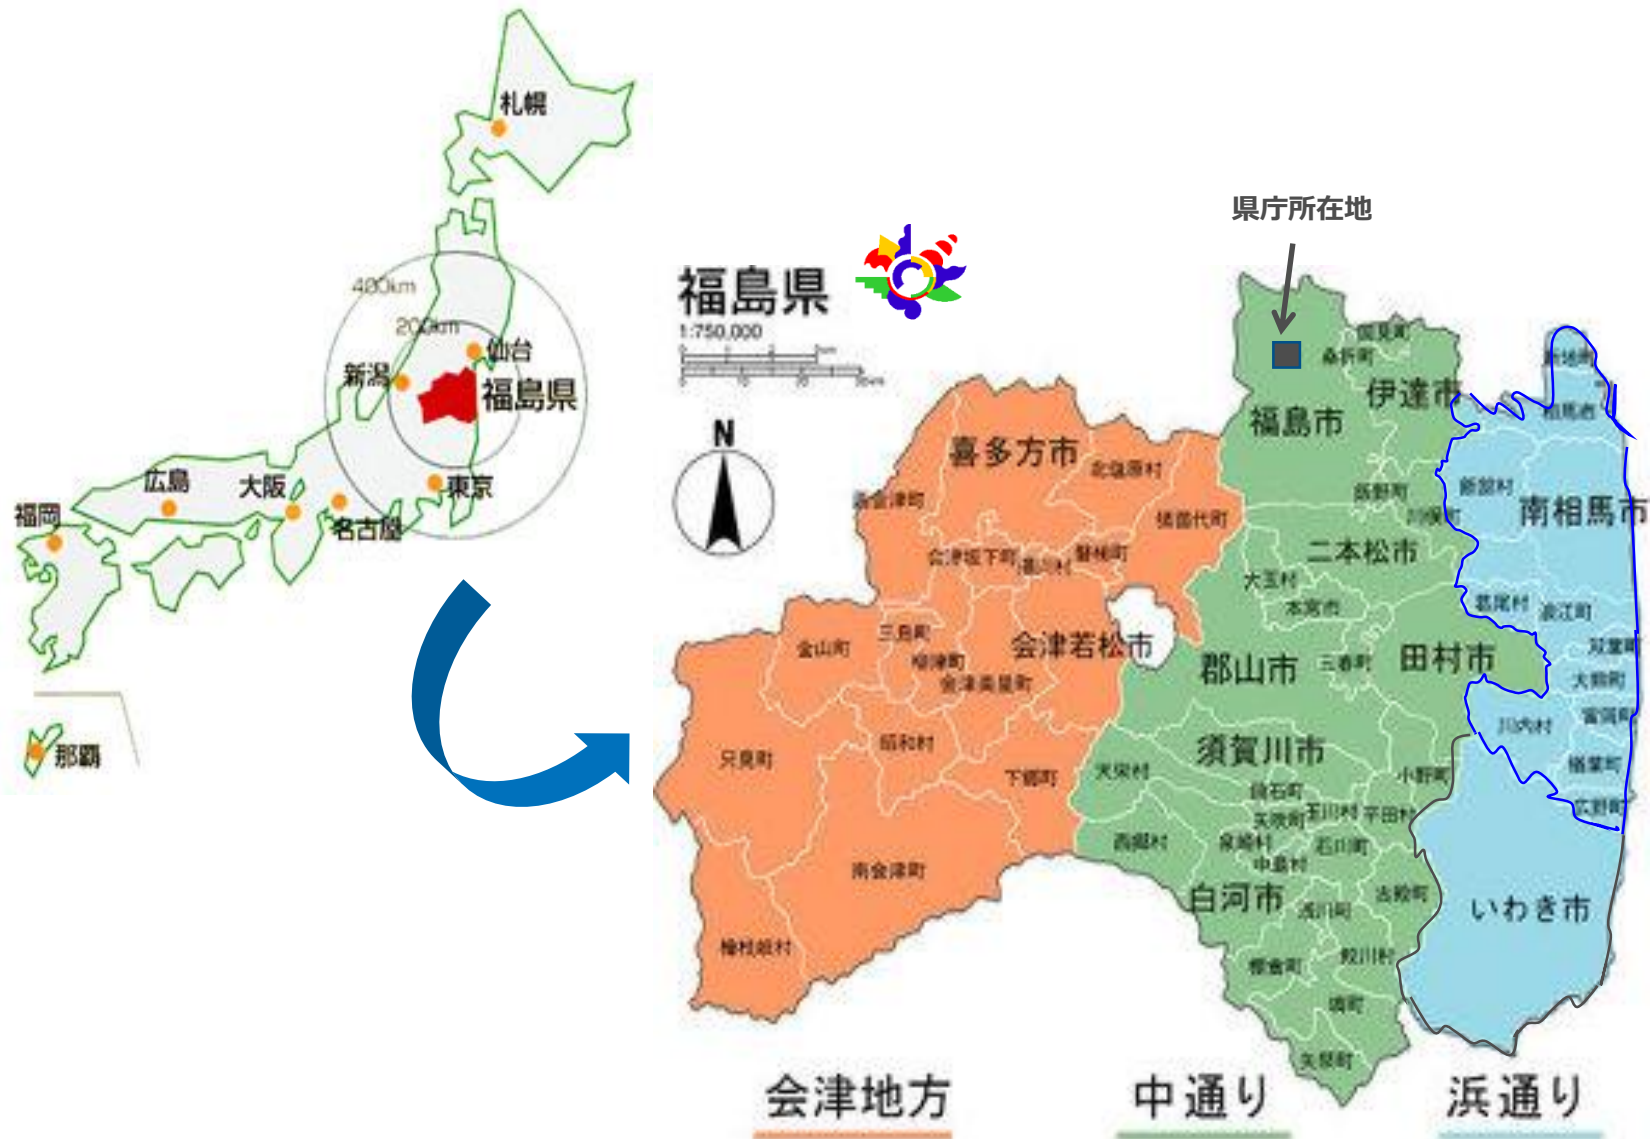 札幌
400km
200km
仙台
新潟
福島県
広島
大阪
東京
福岡
名古屋
那覇
県庁所在地
福島県
1:750,000
N
国見町
桑折町
新地町
伊達市
相馬市
福島市
喜多方市
北塩原村
西会津町
飯野町
飯舘村
川俣町
南相馬市
猪苗代町
二本松市
会津坂下町
湯川村
磐梯町
大玉村
本宮市
葛尾村
浪江町
三島町
金山町
会津若松市
柳津町
会津美里町
郡山市
三春町
田村市
双葉町
大熊町
富岡町
川内村
只見町
昭和村
下郷町
須賀川市
天栄村
小野町
楢葉町
鏡石町
広野町
矢吹町
玉川村
平田村
西郷村
泉崎村
石川町
中島村
南会津町
白河市
浅川町
古殿町
いわき市
檜枝岐村
棚倉町
鮫川村
塙町
矢祭町
会津地方
中通り
浜通り